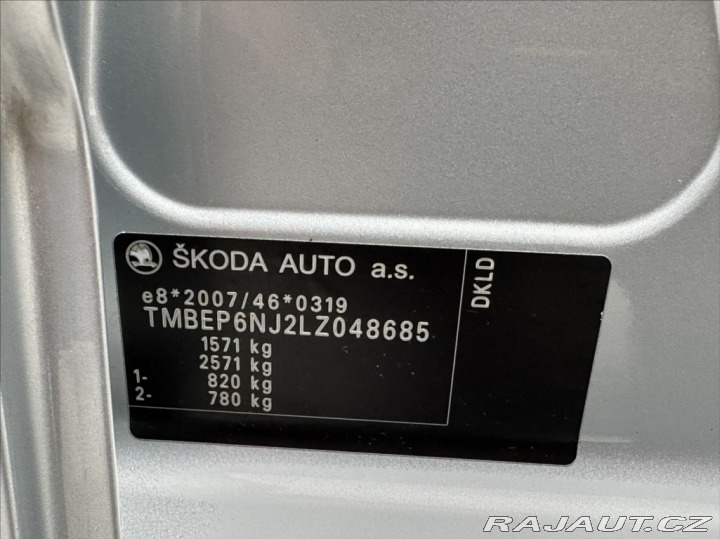 ŠKODA AUTO a.s.
e8*2007/46*0319
TMBEP6NJ2LZ048685
1571 kg
2571 kg
1- 820 kg
2- 780 kg
DKLD
RAJAUT.CZ